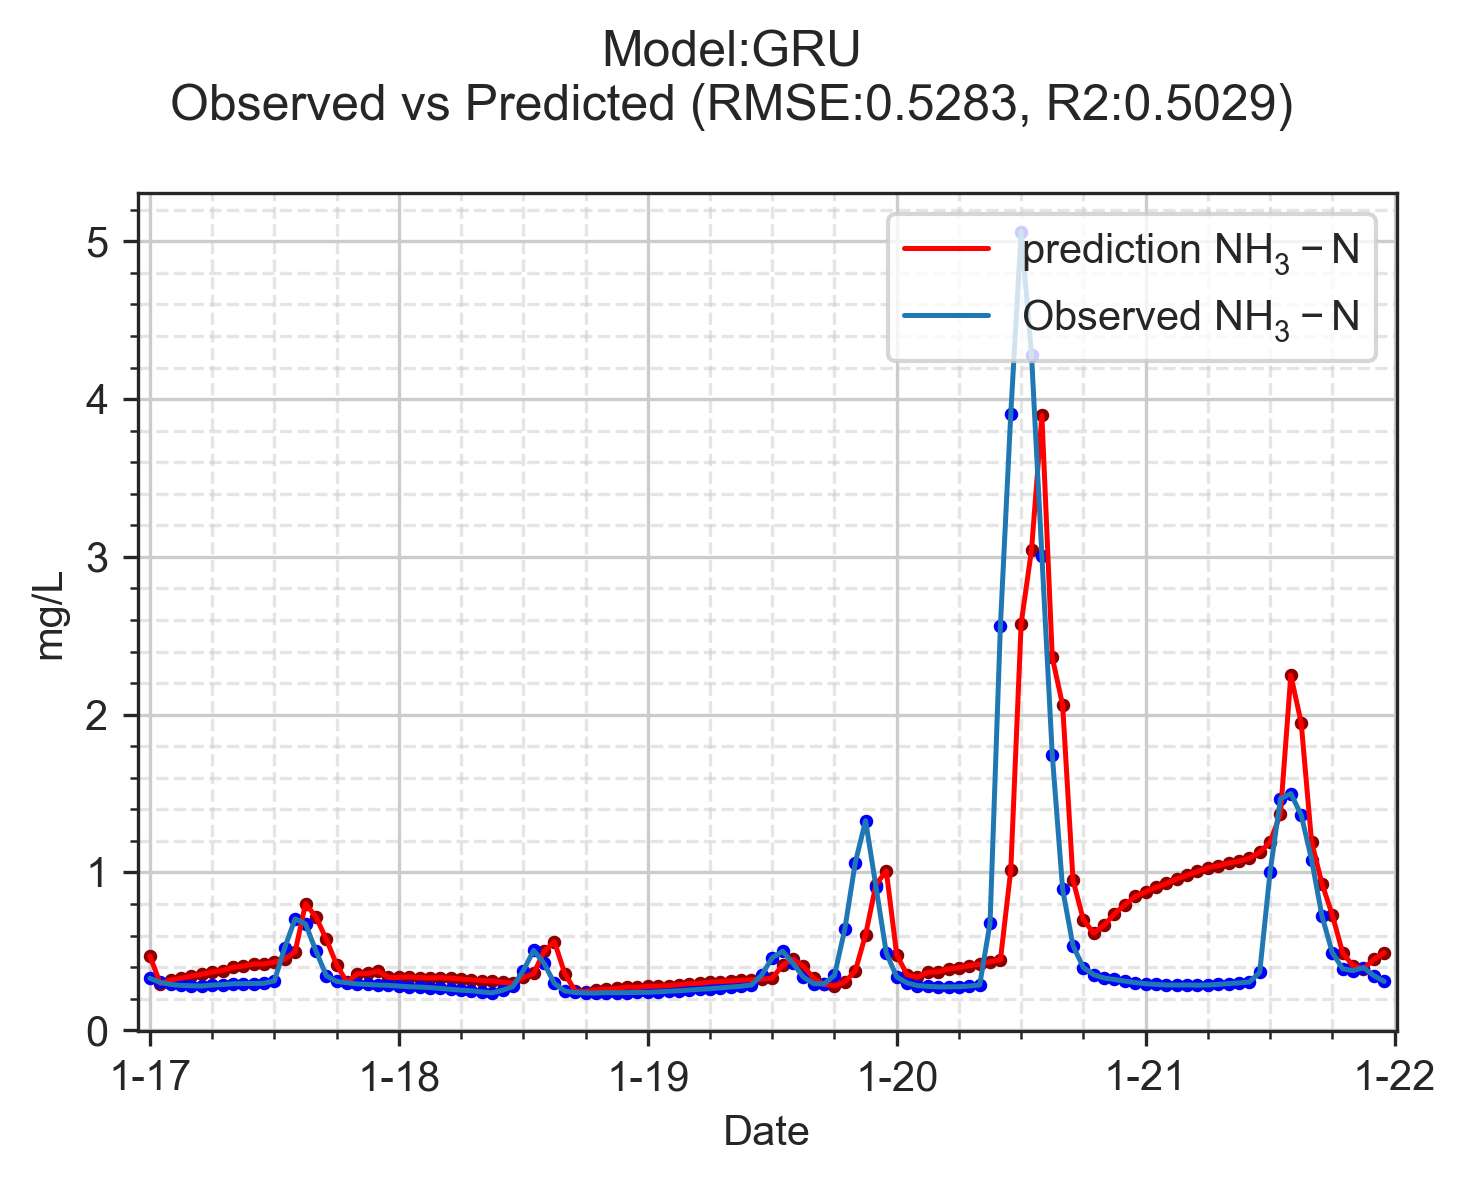 Model:GRU
Observed vs Predicted (RMSE:0.5283, R2:0.5029)
prediction NH₃ − N
Observed NH₃ − N
5
4
3
2
1
0
mg/L
1-17 1-18 1-19 1-20 1-21 1-22
Date